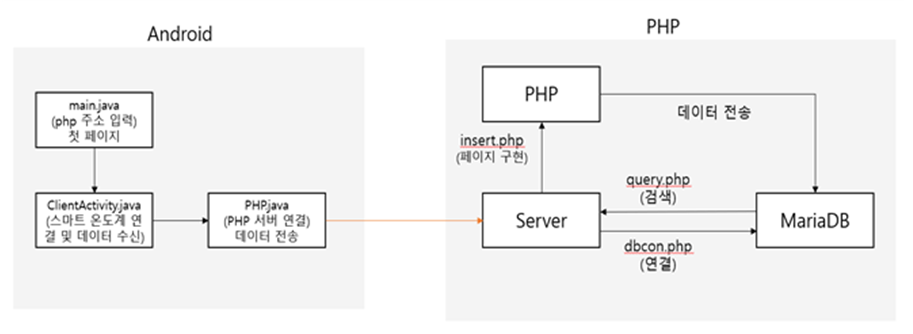 Android
main.java
(php 주소 입력)
첫 페이지
ClientActivity.java
(스마트 온도계 연
결 및 데이터 수신)
PHP.java
(PHP 서버 연결)
데이터 전송
PHP
PHP
데이터 전송
insert.php
(페이지 구현)
query.php
(검색)
Server
MariaDB
dbcon.php
(연결)